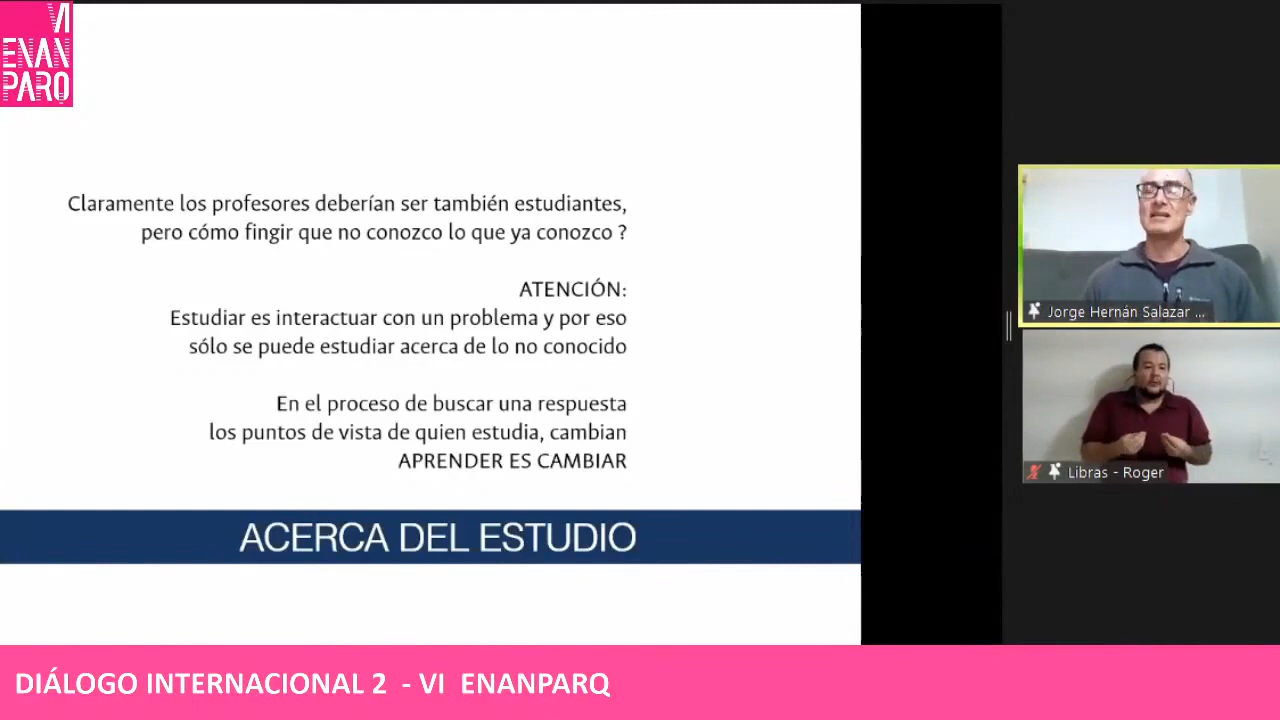 VI
ENAN
PARQ
Claramente los profesores deberían ser también estudiantes,
pero cómo fingir que no conozco lo que ya conozco ?
ATENCIÓN:
Estudiar es interactuar con un problema y por eso
sólo se puede estudiar acerca de lo no conocido
En el proceso de buscar una respuesta
los puntos de vista de quien estudia, cambian
APRENDER ES CAMBIAR
ACERCA DEL ESTUDIO
Jorge Hernán Salazar ...
Libras - Roger
DIÁLOGO INTERNACIONAL 2 - VI ENANPARQ